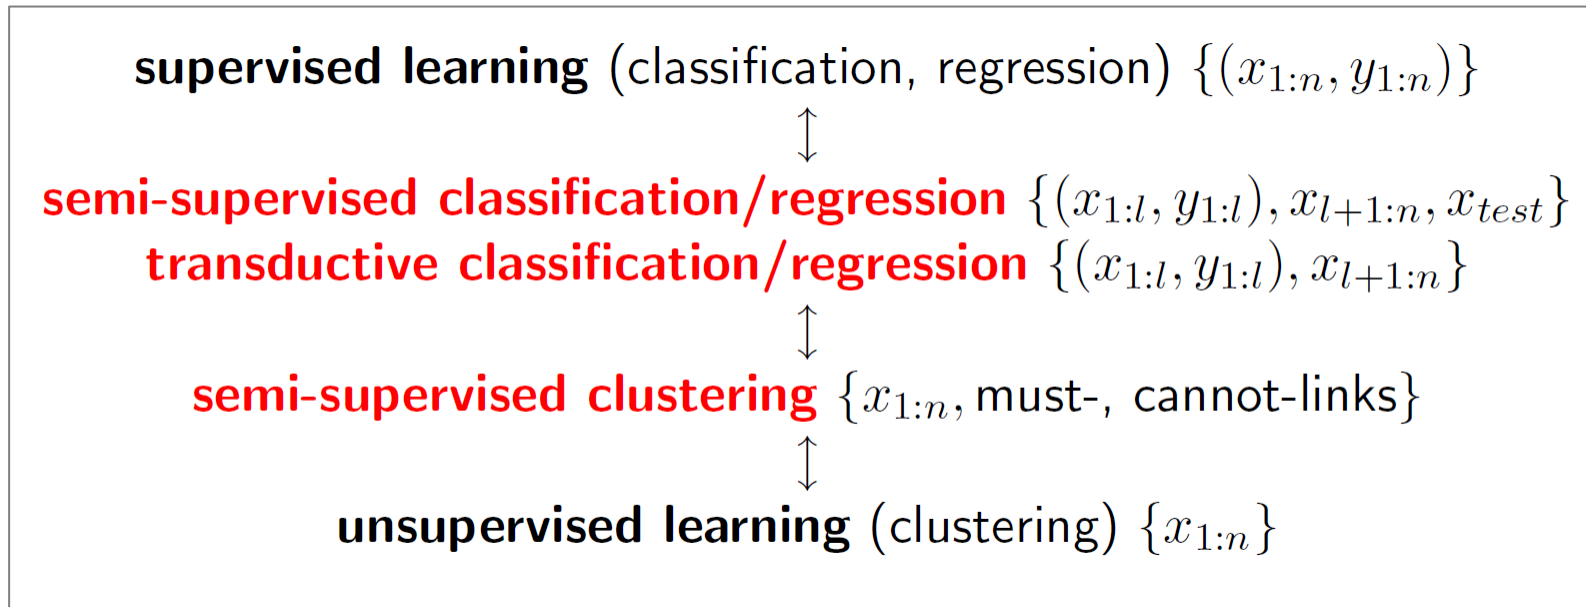 supervised learning (classification, regression) {(x_{1:n}, y_{1:n})}
↕
semi-supervised classification/regression {(x_{1:l}, y_{1:l}), x_{l+1:n}, x_{test}}
transductive classification/regression {(x_{1:l}, y_{1:l}), x_{l+1:n}}
↕
semi-supervised clustering {x_{1:n}, must-, cannot-links}
↕
unsupervised learning (clustering) {x_{1:n}}